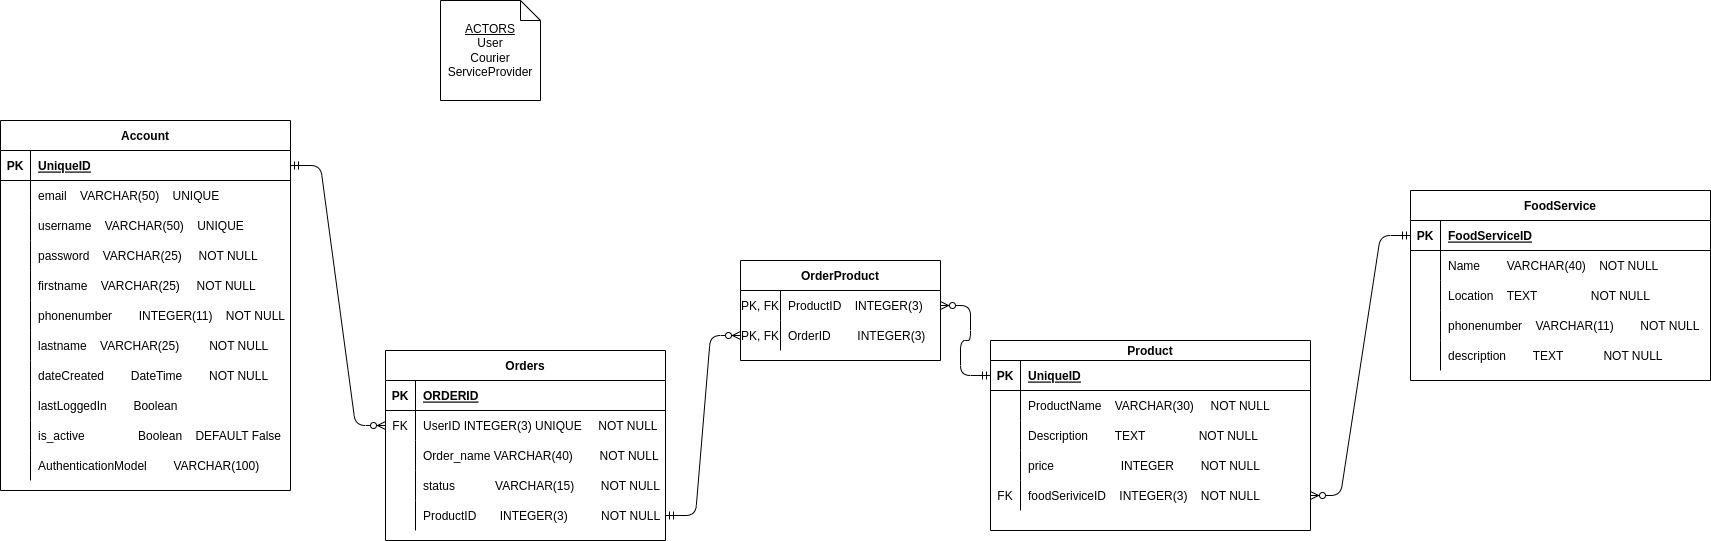 ACTORS
User
Courier
ServiceProvider
Account
PK UniqueID
email VARCHAR(50) UNIQUE
username VARCHAR(50) UNIQUE
password VARCHAR(25) NOT NULL
firstname VARCHAR(25) NOT NULL
phonenumber INTEGER(11) NOT NULL
lastname VARCHAR(25) NOT NULL
dateCreated DateTime NOT NULL
lastLoggedIn Boolean
is_active Boolean DEFAULT False
AuthenticationModel VARCHAR(100)
Orders
PK ORDERID
FK UserID INTEGER(3) UNIQUE NOT NULL
Order_name VARCHAR(40) NOT NULL
status VARCHAR(15) NOT NULL
ProductID INTEGER(3) NOT NULL
OrderProduct
PK, FK ProductID INTEGER(3)
PK, FK OrderID INTEGER(3)
Product
PK UniqueID
ProductName VARCHAR(30) NOT NULL
Description TEXT NOT NULL
price INTEGER NOT NULL
FK foodSeriviceID INTEGER(3) NOT NULL
FoodService
PK FoodServiceID
Name VARCHAR(40) NOT NULL
Location TEXT NOT NULL
phonenumber VARCHAR(11) NOT NULL
description TEXT NOT NULL